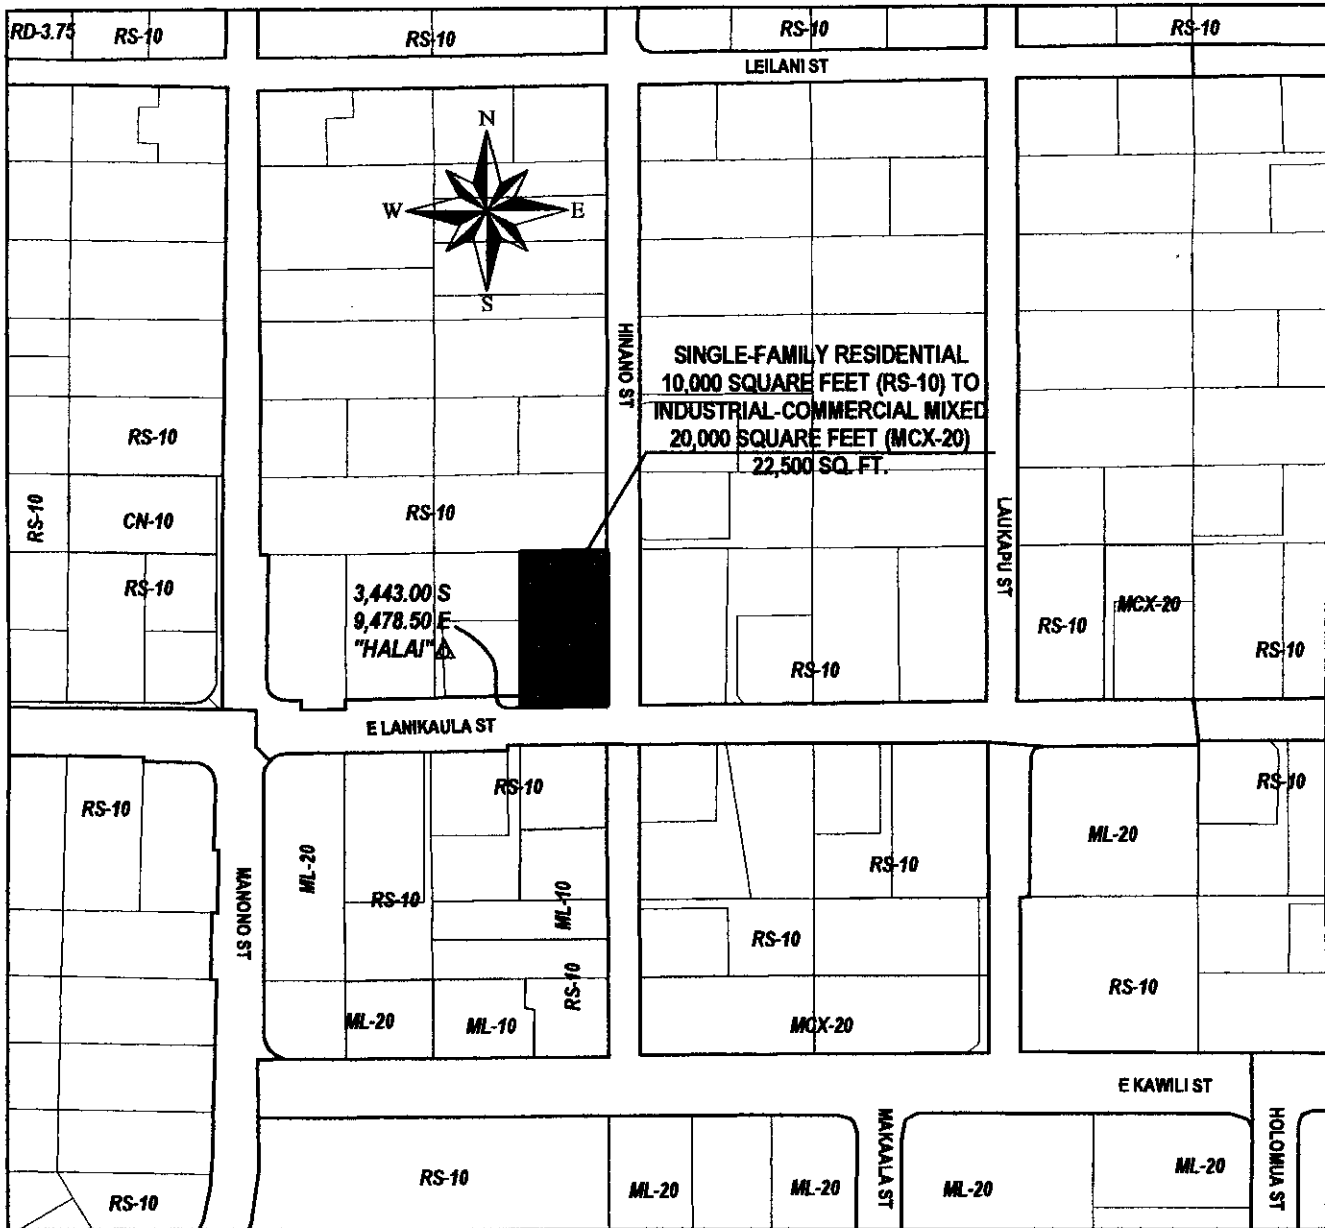 RD-3.75
RS-10
RS-10
RS-10
RS-10
LEILANI ST
N
W
E
S
HINANO ST
SINGLE-FAMILY RESIDENTIAL
10,000 SQUARE FEET (RS-10) TO
INDUSTRIAL-COMMERCIAL MIXED
20,000 SQUARE FEET (MCX-20)
22,500 SQ. FT.
RS-10
RS-10
CN-10
RS-10
RS-10
LAUKAPU ST
3,443.00 S
9,478.50 E
"HALAI"
RS-10
RS-10
MCX-20
RS-10
E LANIKAULA ST
RS-10
RS-10
RS-10
ML-20
ML-20
RS-10
RS-10
MANONO ST
ML-10
RS-10
RS-10
RS-10
ML-20
ML-10
MCX-20
E KAWILI ST
MAKAALA ST
HOLOMUA ST
RS-10
RS-10
ML-20
ML-20
ML-20
ML-20